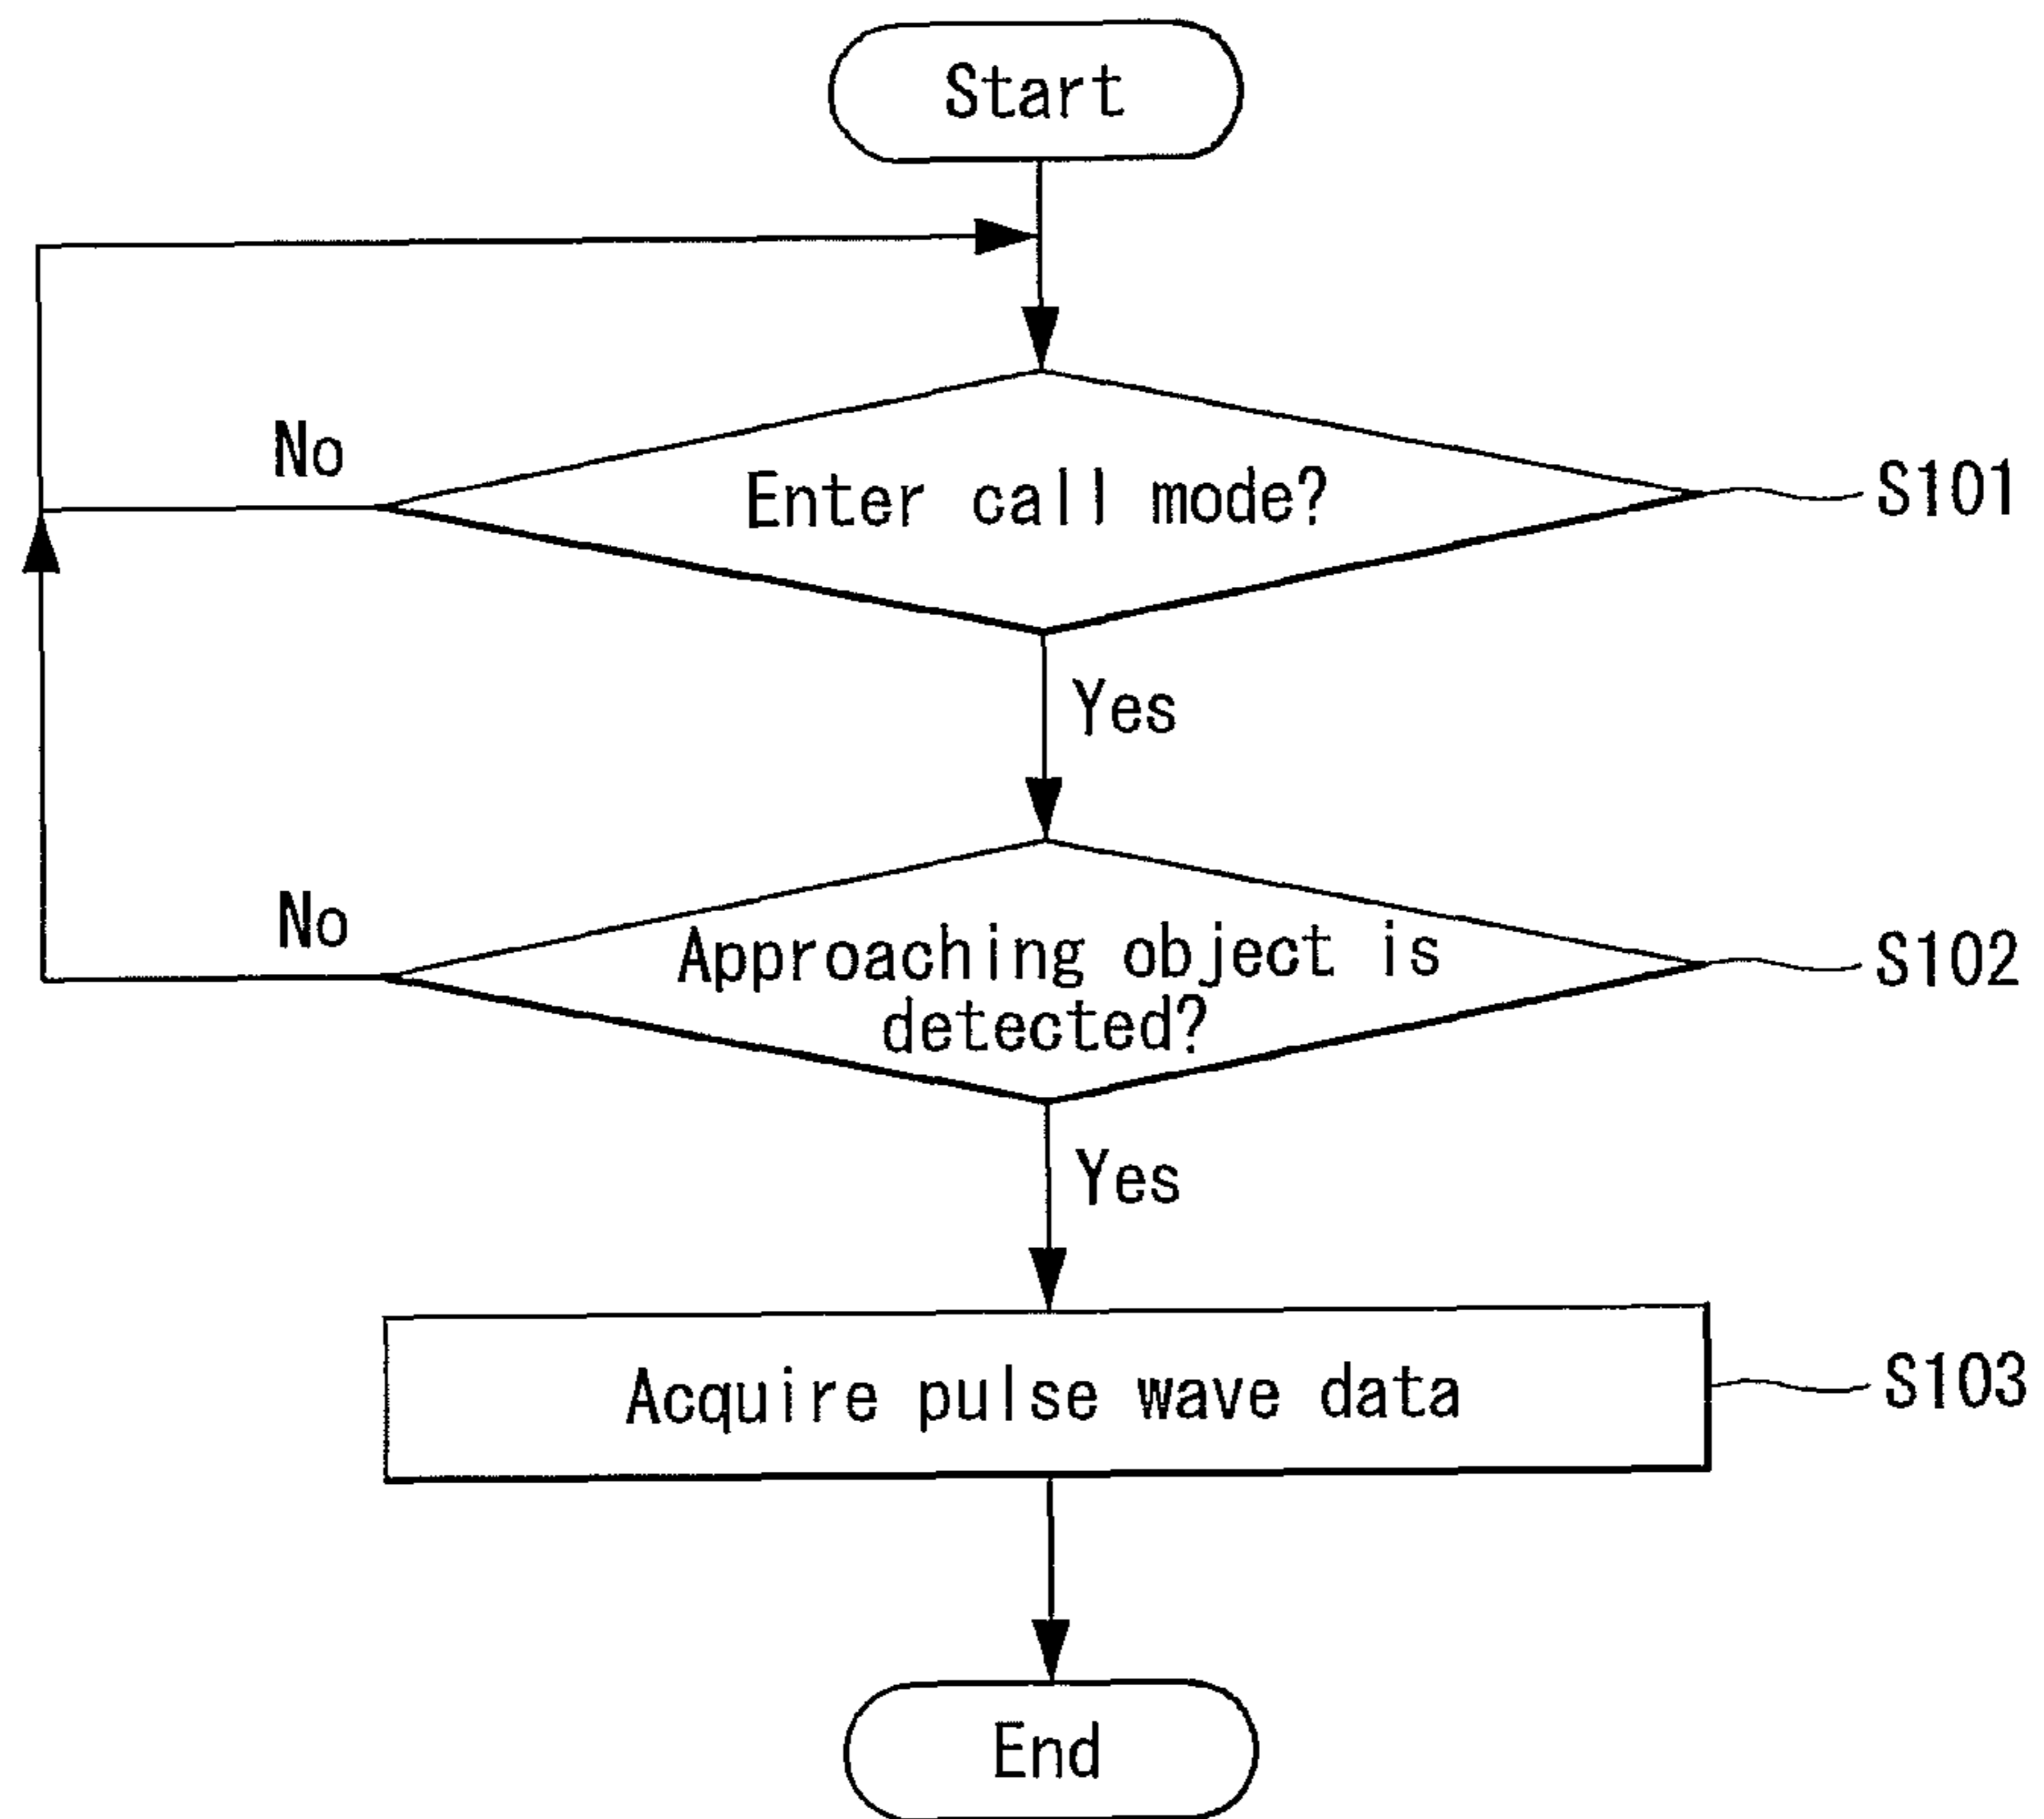 Start
No
Enter call mode?
S101
Yes
No
Approaching object is
detected?
S102
Yes
Acquire pulse wave data
S103
End